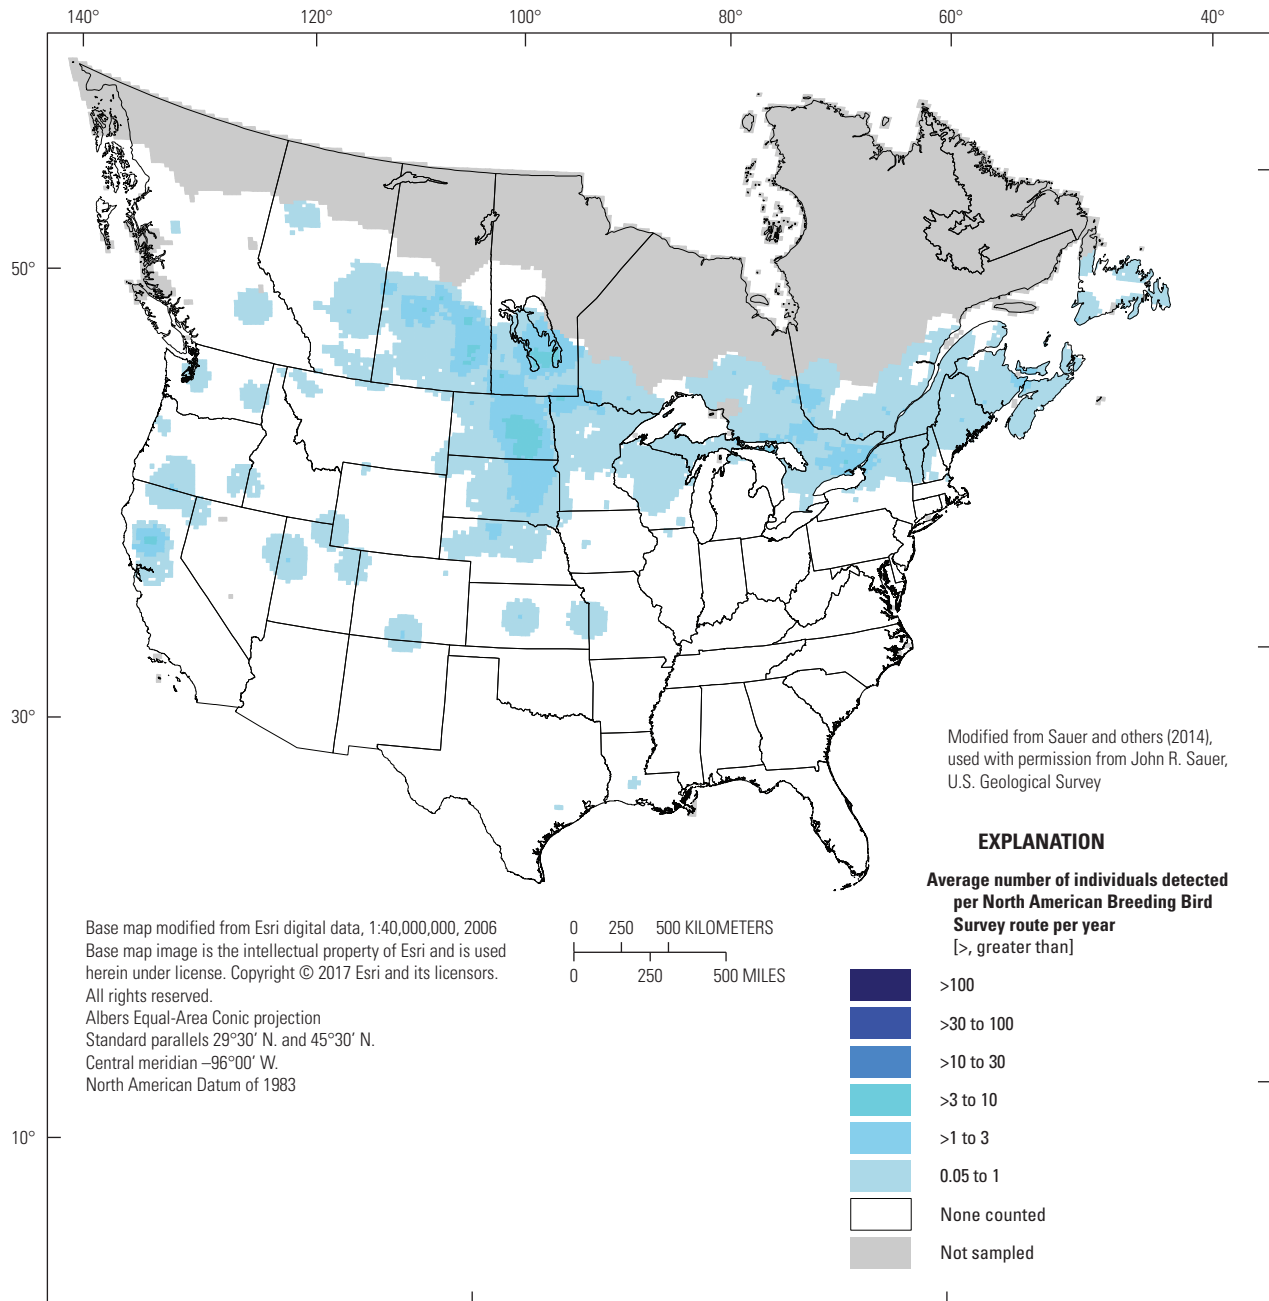 140°
120°
100°
80°
60°
40°
50°
30°
10°
Modified from Sauer and others (2014),
used with permission from John R. Sauer,
U.S. Geological Survey
EXPLANATION
Average number of individuals detected
per North American Breeding Bird
Survey route per year
[>, greater than]
>100
>30 to 100
>10 to 30
>3 to 10
>1 to 3
0.05 to 1
None counted
Not sampled
Base map modified from Esri digital data, 1:40,000,000, 2006
Base map image is the intellectual property of Esri and is used
herein under license. Copyright © 2017 Esri and its licensors.
All rights reserved.
Albers Equal-Area Conic projection
Standard parallels 29°30′ N. and 45°30′ N.
Central meridian –96°00′ W.
North American Datum of 1983
0 250 500 KILOMETERS
0 250 500 MILES